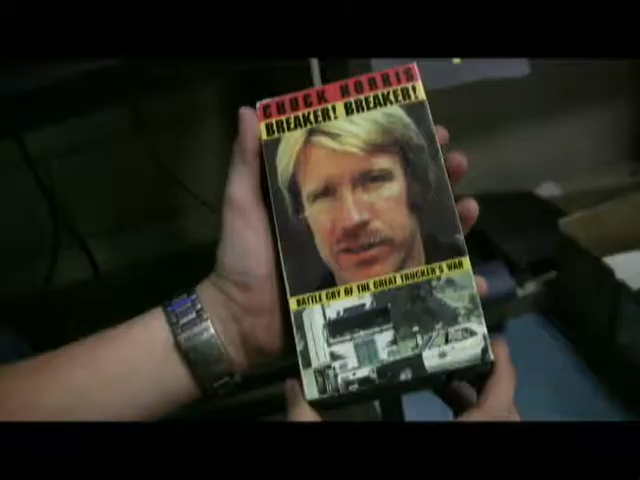 CHUCK NORRIS
BREAKER! BREAKER!
BATTLE CRY OF THE GREAT TRUCKER'S WAR